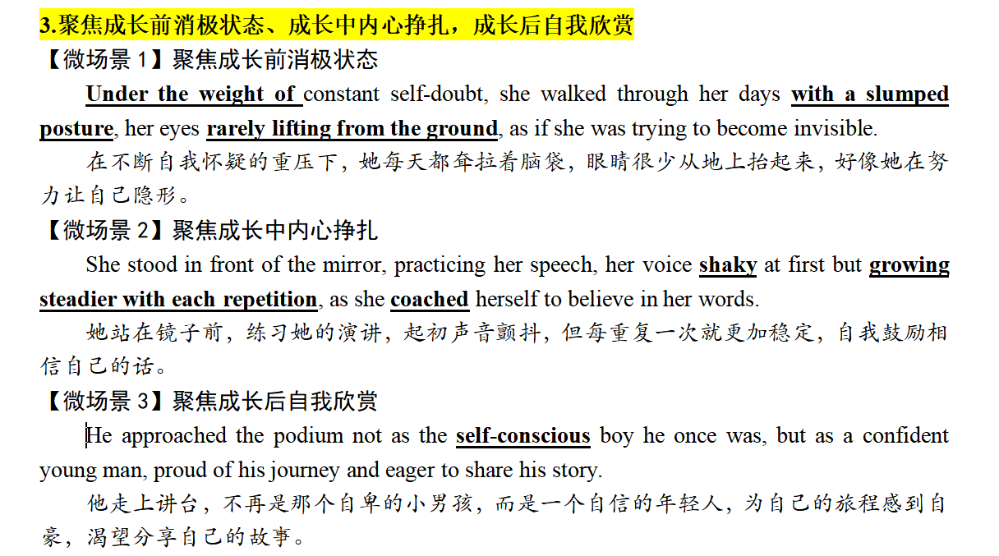 3.聚焦成长前消极状态、成长中内心挣扎，成长后自我欣赏
【微场景 1】聚焦成长前消极状态
Under the weight of constant self-doubt, she walked through her days with a slumped
posture, her eyes rarely lifting from the ground, as if she was trying to become invisible.
在不断自我怀疑的重压下，她每天都耷拉着脑袋，眼睛很少从地上抬起来，好像她在努
力让自己隐形。
【微场景 2】聚焦成长中内心挣扎
She stood in front of the mirror, practicing her speech, her voice shaky at first but growing
steadier with each repetition, as she coached herself to believe in her words.
她站在镜子前，练习她的演讲，起初声音颤抖，但每重复一次就更加稳定，自我鼓励相
信自己的话。
【微场景 3】聚焦成长后自我欣赏
He approached the podium not as the self-conscious boy he once was, but as a confident
young man, proud of his journey and eager to share his story.
他走上讲台，不再是那个自卑的小男孩，而是一个自信的年轻人，为自己的旅程感到自
豪，渴望分享自己的故事。